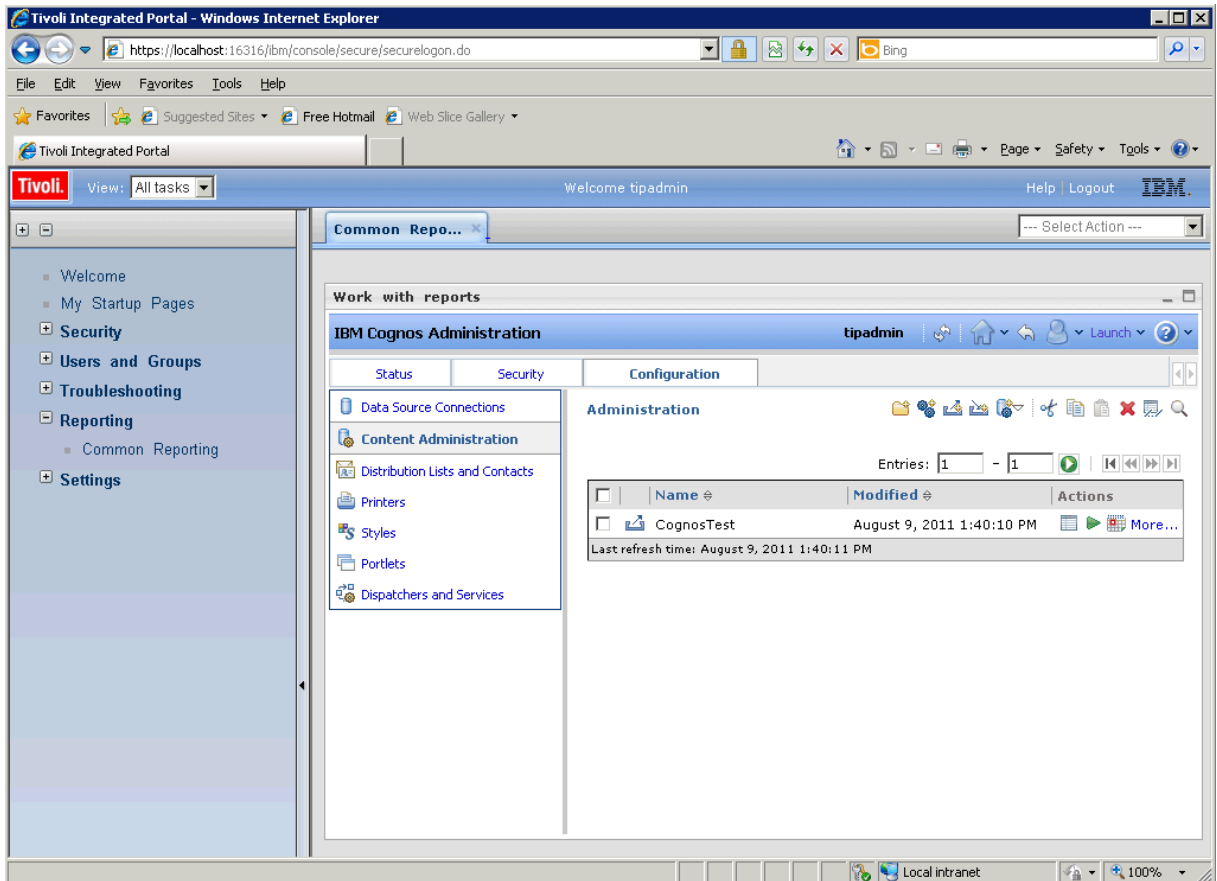 Tivoli Integrated Portal - Windows Internet Explorer
https://localhost:16316/ibm/console/secure/securelogon.do
Bing
File Edit View Favorites Tools Help
Favorites Suggested Sites Free Hotmail Web Slice Gallery
Tivoli Integrated Portal
Page Safety Tools
Tivoli. View: All tasks Welcome tipadmin Help | Logout IBM.
Common Repo... --- Select Action ---
Welcome
My Startup Pages
Security
Users and Groups
Troubleshooting
Reporting
Common Reporting
Settings
Work with reports
IBM Cognos Administration tipadmin Launch
Status Security Configuration
Data Source Connections
Content Administration
Distribution Lists and Contacts
Printers
Styles
Portlets
Dispatchers and Services
Administration
Entries: 1 - 1
Name Modified Actions
CognosTest August 9, 2011 1:40:10 PM More...
Last refresh time: August 9, 2011 1:40:11 PM
Local intranet 100%